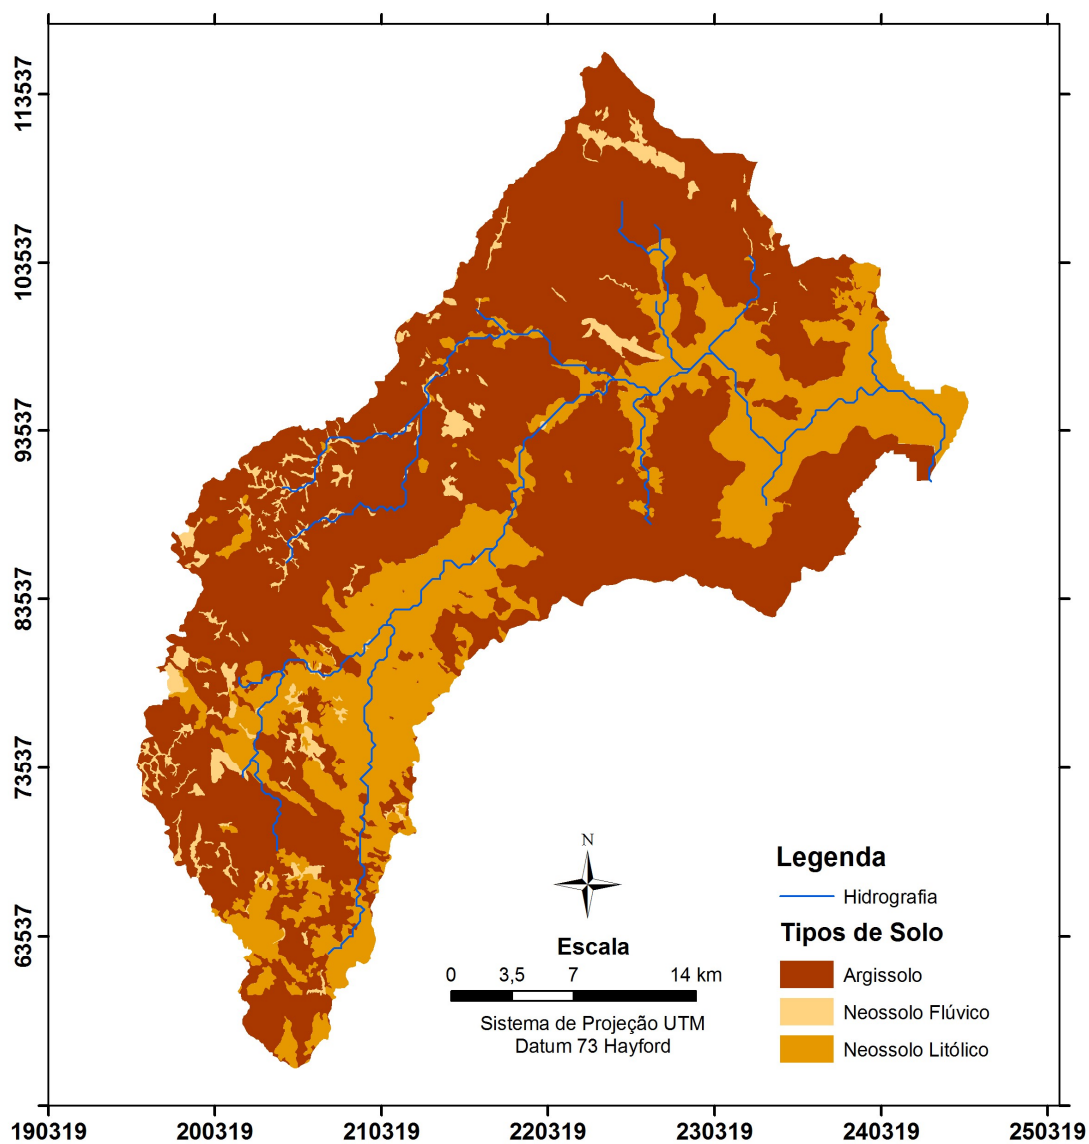 113537
103537
93537
83537
73537
63537
N
Escala
0 3,5 7 14 km
Sistema de Projeção UTM
Datum 73 Hayford
Legenda
Hidrografia
Tipos de Solo
Argissolo
Neossolo Flúvico
Neossolo Litólico
190319 200319 210319 220319 230319 240319 250319